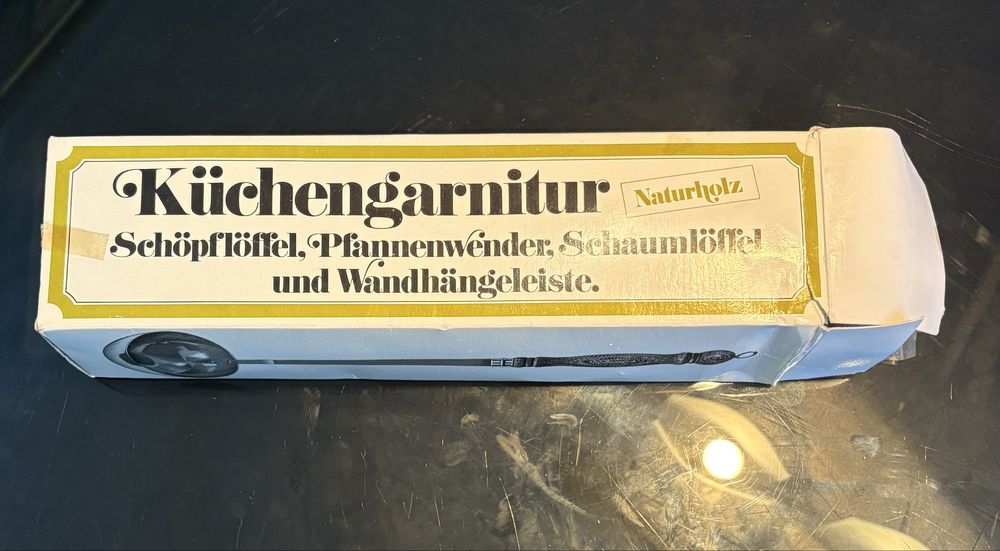 Küchengarnitur
Naturholz
Schöpflöffel, Pfannenwender, Schaumlöffel
und Wandhängeleiste.